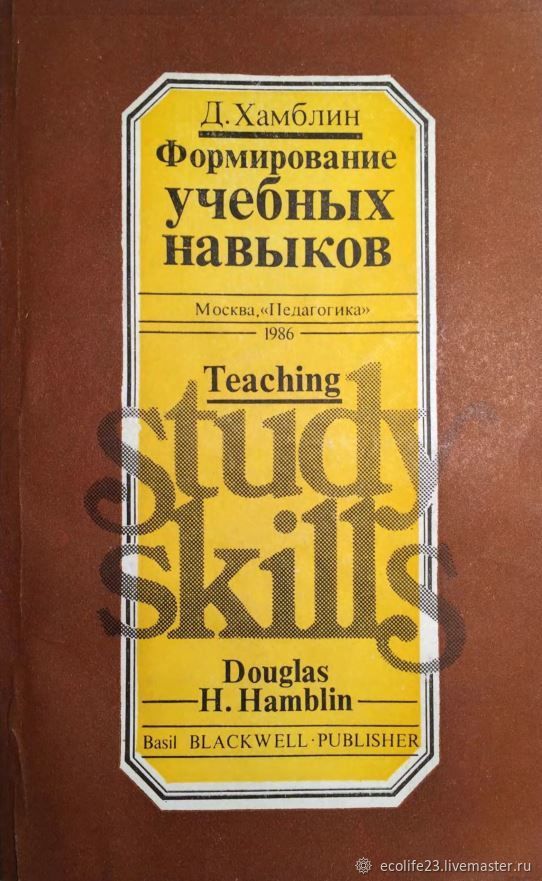 Д. Хамблин
Формирование
учебных
навыков
Москва, «Педагогика»
1986
Teaching
study
skills
Douglas
H. Hamblin
Basil BLACKWELL·PUBLISHER
ecolife23.livemaster.ru